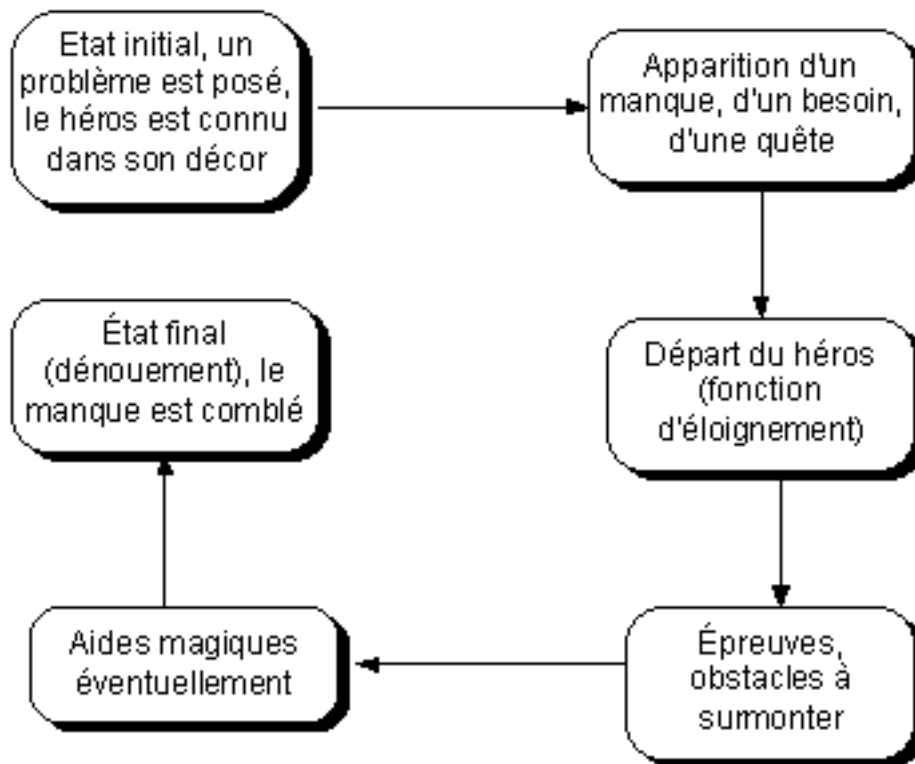 Etat initial, un
problème est posé,
le héros est connu
dans son décor
Apparition d'un
manque, d'un besoin,
d'une quête
Départ du héros
(fonction
d'éloignement)
Épreuves,
obstacles à
surmonter
Aides magiques
éventuellement
État final
(dénouement), le
manque est comblé